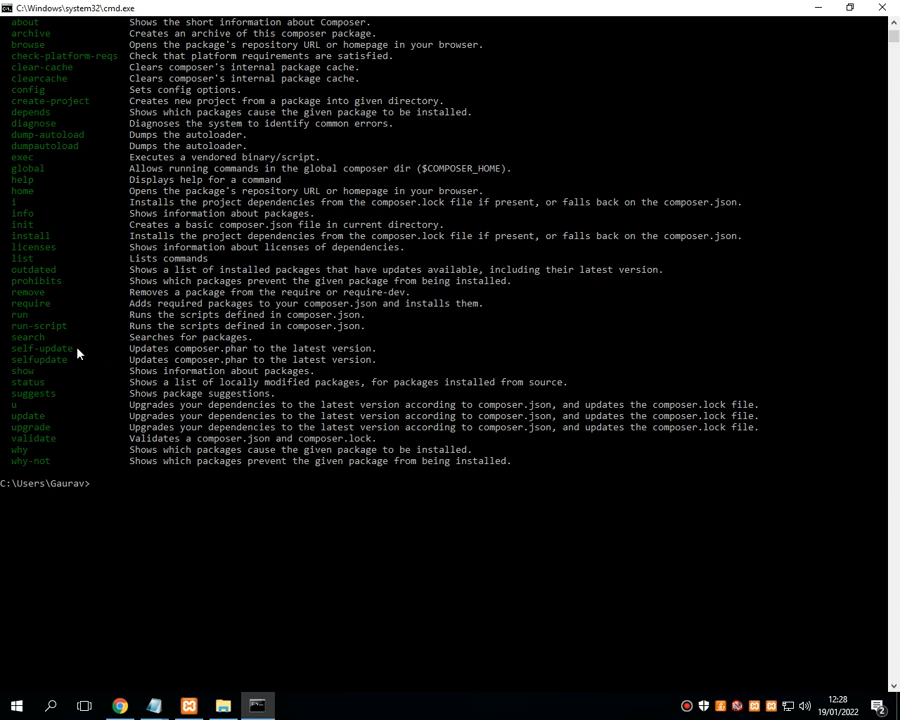 C:\Windows\system32\cmd.exe
about Shows the short information about Composer.
archive Creates an archive of this composer package.
browse Opens the package's repository URL or homepage in your browser.
check-platform-reqs Check that platform requirements are satisfied.
clear-cache Clears composer's internal package cache.
clearcache Clears composer's internal package cache.
config Sets config options.
create-project Creates new project from a package into given directory.
depends Shows which packages cause the given package to be installed.
diagnose Diagnoses the system to identify common errors.
dump-autoload Dumps the autoloader.
dumpautoload Dumps the autoloader.
exec Executes a vendored binary/script.
global Allows running commands in the global composer dir ($COMPOSER_HOME).
help Displays help for a command
home Opens the package's repository URL or homepage in your browser.
i Installs the project dependencies from the composer.lock file if present, or falls back on the composer.json.
info Shows information about packages.
init Creates a basic composer.json file in current directory.
install Installs the project dependencies from the composer.lock file if present, or falls back on the composer.json.
licenses Shows information about licenses of dependencies.
list Lists commands
outdated Shows a list of installed packages that have updates available, including their latest version.
prohibits Shows which packages prevent the given package from being installed.
remove Removes a package from the require or require-dev.
require Adds required packages to your composer.json and installs them.
run Runs the scripts defined in composer.json.
run-script Runs the scripts defined in composer.json.
search Searches for packages.
self-update Updates composer.phar to the latest version.
selfupdate Updates composer.phar to the latest version.
show Shows information about packages.
status Shows a list of locally modified packages, for packages installed from source.
suggests Shows package suggestions.
u Upgrades your dependencies to the latest version according to composer.json, and updates the composer.lock file.
update Upgrades your dependencies to the latest version according to composer.json, and updates the composer.lock file.
upgrade Upgrades your dependencies to the latest version according to composer.json, and updates the composer.lock file.
validate Validates a composer.json and composer.lock.
why Shows which packages cause the given package to be installed.
why-not Shows which packages prevent the given package from being installed.
C:\Users\Gaurav>
12:28
19/01/2022
2